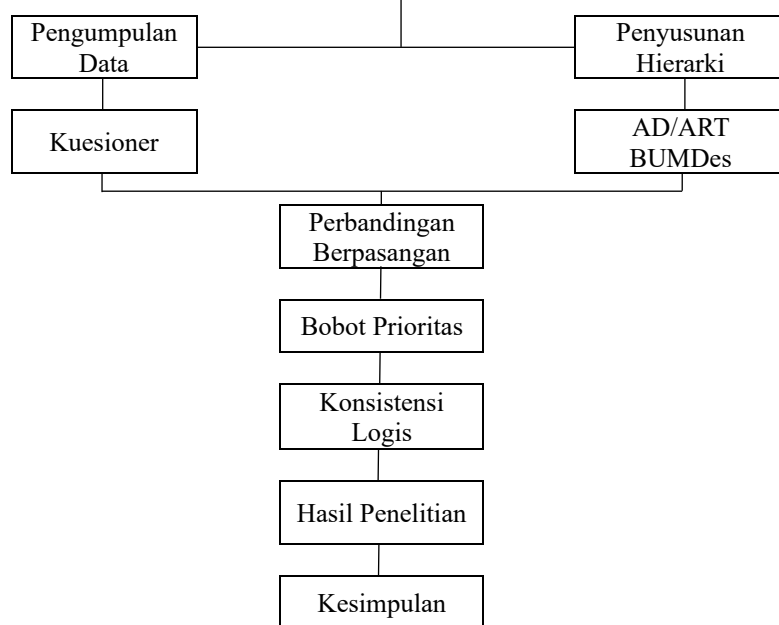 Pengumpulan
Data
Penyusunan
Hierarki
Kuesioner
AD/ART
BUMDes
Perbandingan
Berpasangan
Bobot Prioritas
Konsistensi
Logis
Hasil Penelitian
Kesimpulan